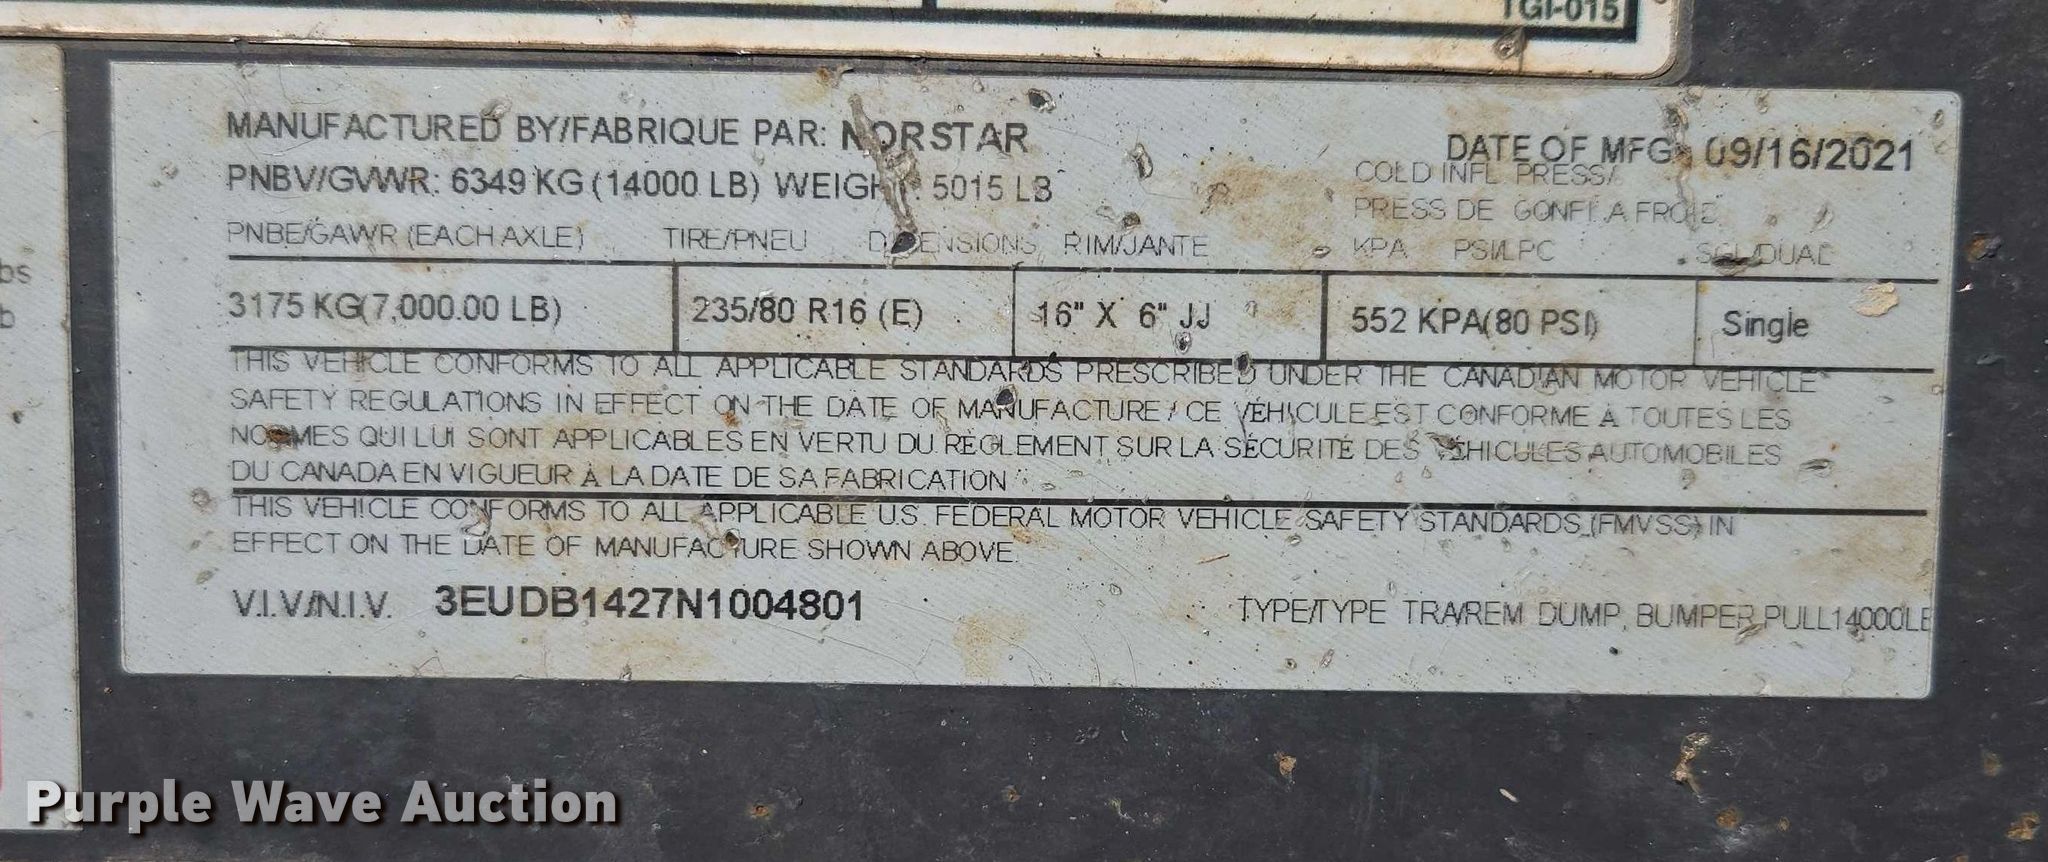 TGI-015
bs
b
MANUFACTURED BY/FABRIQUE PAR: NORSTAR
DATE OF MFG: 09/16/2021
PNBV/GVWR: 6349 KG (14000 LB) WEIGHT: 5015 LB
COLD INFL PRESS/
PRESS DE GONFL A FROID
PNBE/GAWR (EACH AXLE) TIRE/PNEU DIMENSIONS RIM/JANTE KPA PSI/LPC SGL/DUAL
3175 KG(7,000.00 LB) 235/80 R16 (E) 16" X 6" JJ 552 KPA(80 PSI) Single
THIS VEHICLE CONFORMS TO ALL APPLICABLE STANDARDS PRESCRIBED UNDER THE CANADIAN MOTOR VEHICLE
SAFETY REGULATIONS IN EFFECT ON THE DATE OF MANUFACTURE / CE VÉHICULE EST CONFORME À TOUTES LES
NORMES QUI LUI SONT APPLICABLES EN VERTU DU RÈGLEMENT SUR LA SÉCURITÉ DES VÉHICULES AUTOMOBILES
DU CANADA EN VIGUEUR À LA DATE DE SA FABRICATION
THIS VEHICLE CONFORMS TO ALL APPLICABLE U.S. FEDERAL MOTOR VEHICLE SAFETY STANDARDS (FMVSS) IN
EFFECT ON THE DATE OF MANUFACTURE SHOWN ABOVE.
V.I.V/N.I.V. 3EUDB1427N1004801 TYPE/TYPE TRA/REM DUMP, BUMPER PULL14000LB
Purple Wave Auction